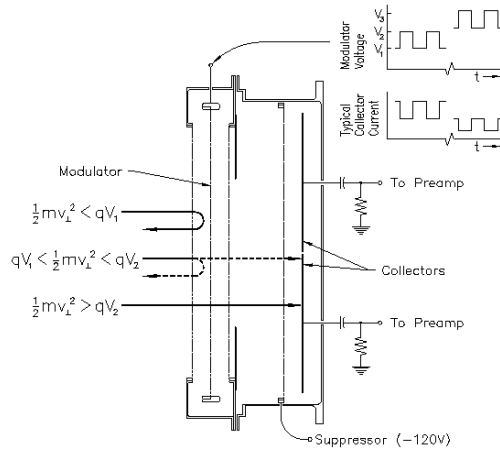 Modulator
Voltage
V₃
V₂
V₁
t
Typical
Collector
Current
t
Modulator
To Preamp
½mv⊥² < qV₁
qV₁ < ½mv⊥² < qV₂
Collectors
½mv⊥² > qV₂
To Preamp
Suppressor (−120V)